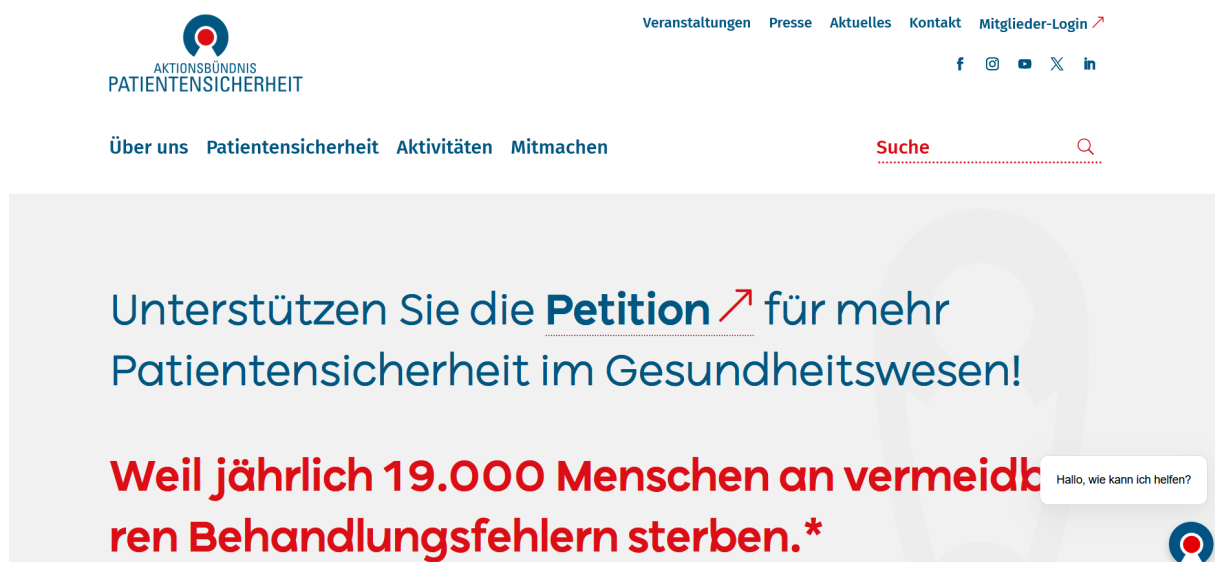 AKTIONSBÜNDNIS
PATIENTENSICHERHEIT
Veranstaltungen Presse Aktuelles Kontakt Mitglieder-Login
Über uns Patientensicherheit Aktivitäten Mitmachen
Suche
Unterstützen Sie die Petition für mehr
Patientensicherheit im Gesundheitswesen!
Weil jährlich 19.000 Menschen an vermeidb
ren Behandlungsfehlern sterben.*
Hallo, wie kann ich helfen?